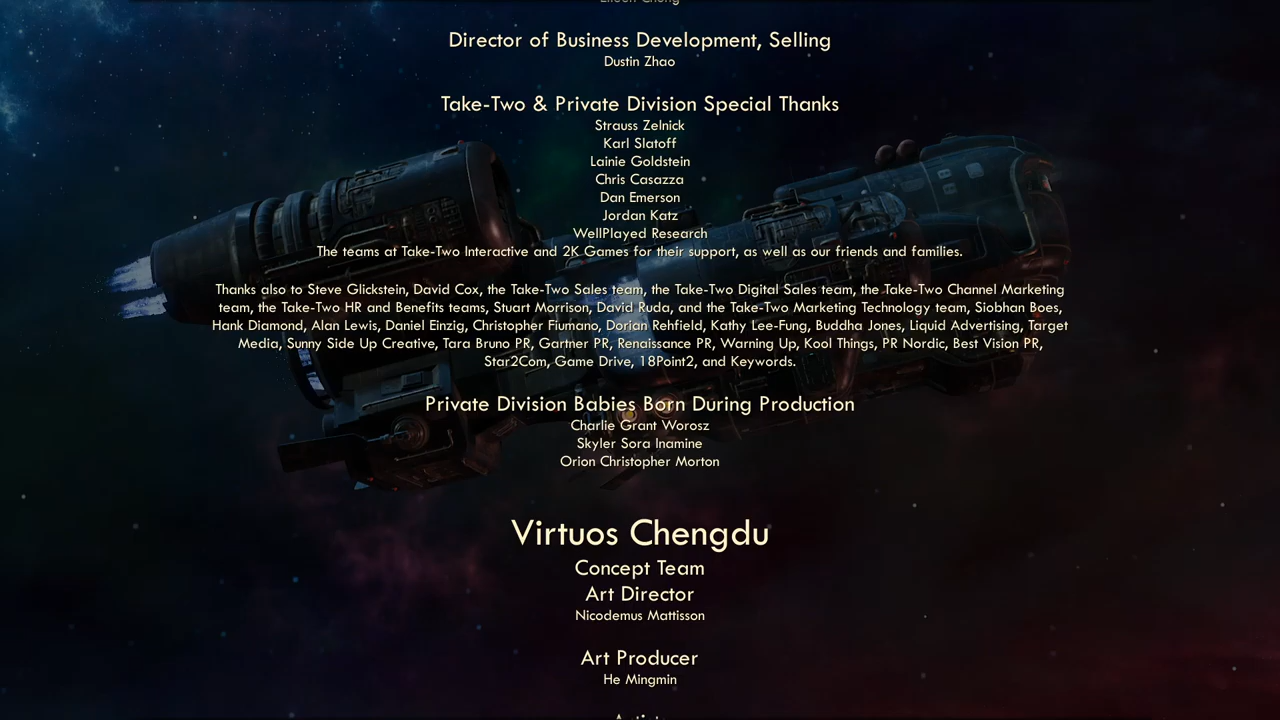 Director of Business Development, Selling
Dustin Zhao
Take-Two & Private Division Special Thanks
Strauss Zelnick
Karl Slatoff
Lainie Goldstein
Chris Casazza
Dan Emerson
Jordan Katz
WellPlayed Research
The teams at Take-Two Interactive and 2K Games for their support, as well as our friends and families.
Thanks also to Steve Glickstein, David Cox, the Take-Two Sales team, the Take-Two Digital Sales team, the Take-Two Channel Marketing
team, the Take-Two HR and Benefits teams, Stuart Morrison, David Ruda, and the Take-Two Marketing Technology team, Siobhan Boes,
Hank Diamond, Alan Lewis, Daniel Einzig, Christopher Fiumano, Dorian Rehfield, Kathy Lee-Fung, Buddha Jones, Liquid Advertising, Target
Media, Sunny Side Up Creative, Tara Bruno PR, Gartner PR, Renaissance PR, Warning Up, Kool Things, PR Nordic, Best Vision PR,
Star2Com, Game Drive, 18Point2, and Keywords.
Private Division Babies Born During Production
Charlie Grant Worosz
Skyler Sora Inamine
Orion Christopher Morton
Virtuos Chengdu
Concept Team
Art Director
Nicodemus Mattisson
Art Producer
He Mingmin